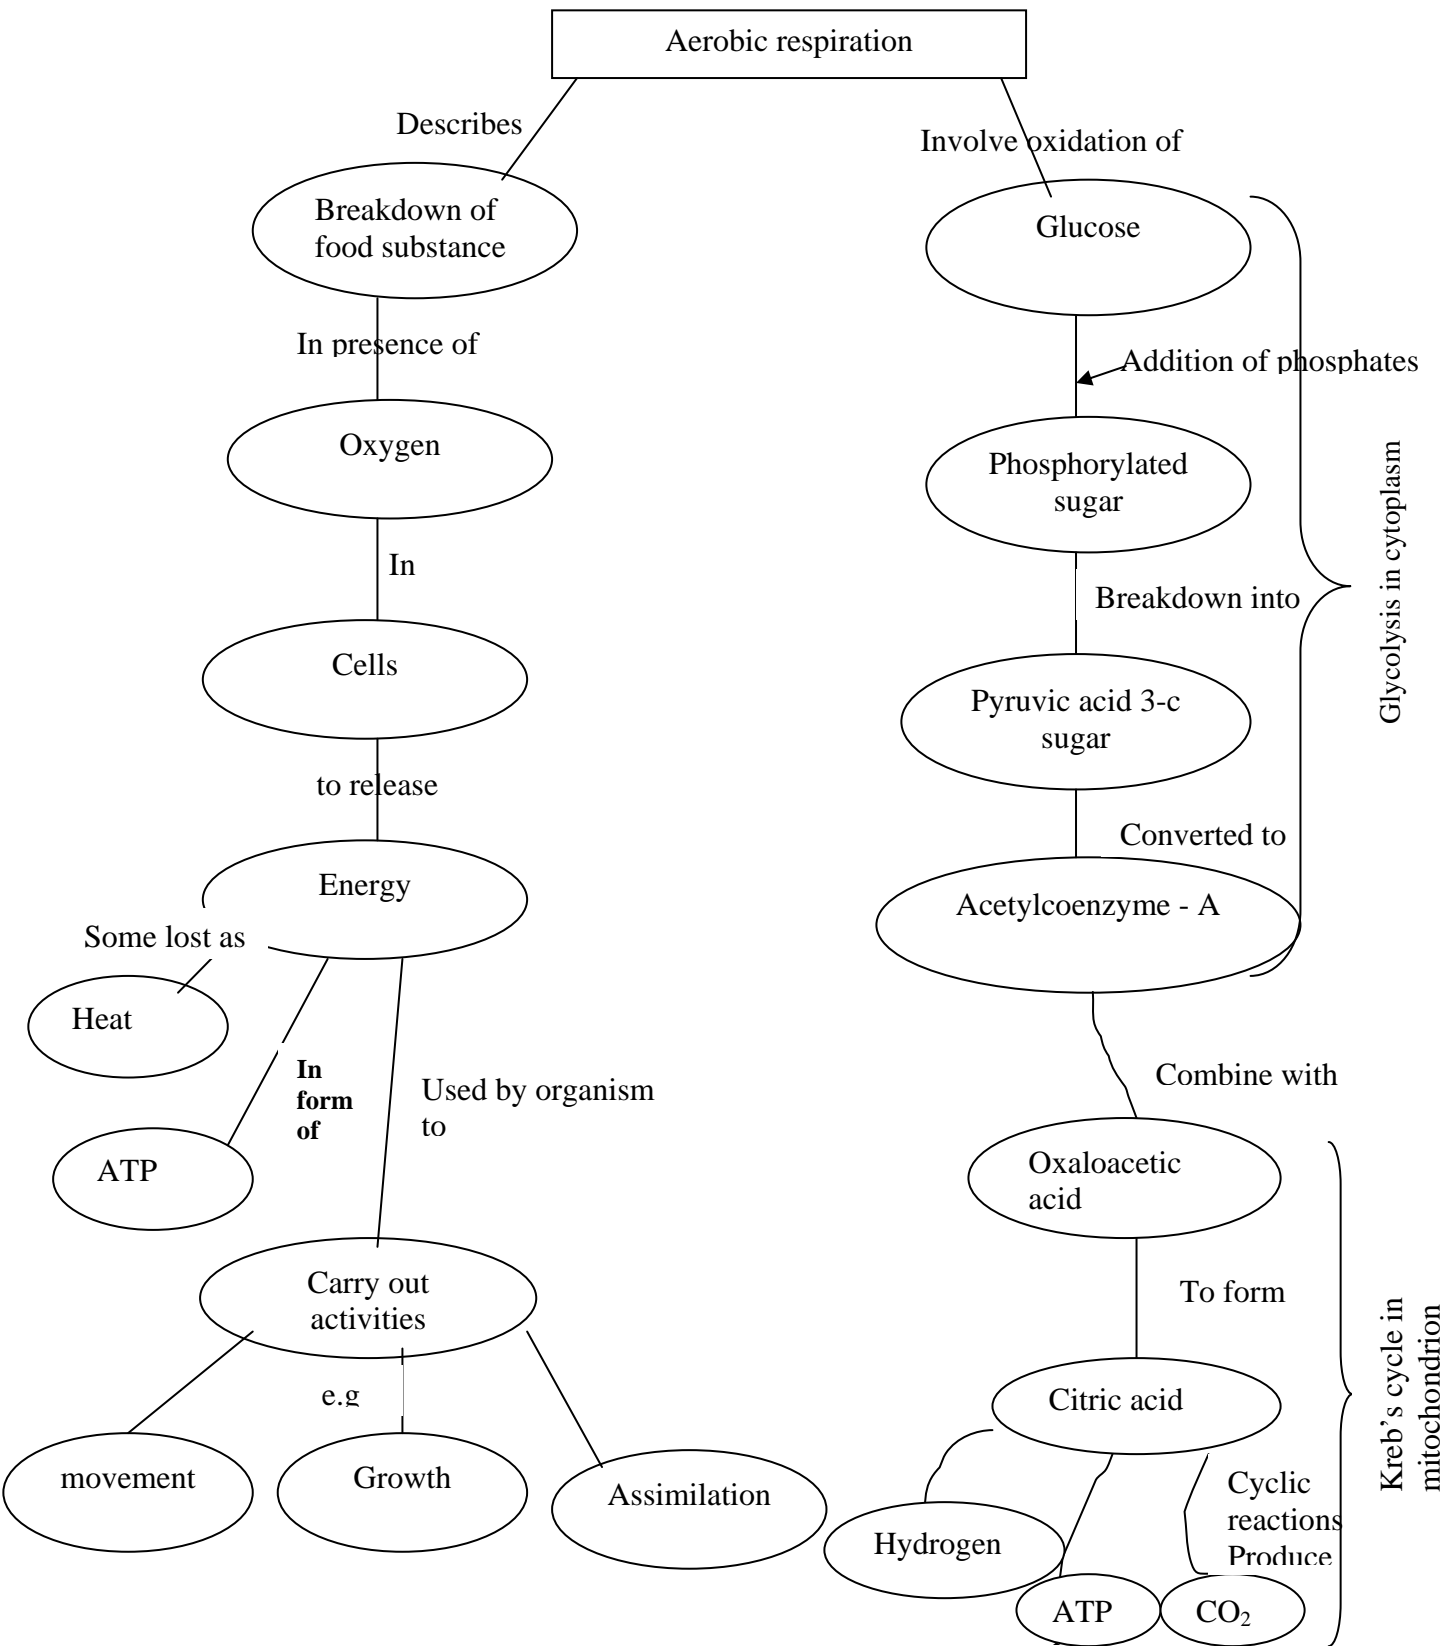 Aerobic respiration
Describes
Involve oxidation of
Breakdown of
food substance
Glucose
In presence of
Addition of phosphates
Oxygen
Phosphorylated
sugar
Glycolysis in cytoplasm
In
Breakdown into
Cells
Pyruvic acid 3-c
sugar
to release
Converted to
Energy
Acetylcoenzyme - A
Some lost as
Heat
In
form
of
Used by organism
to
Combine with
ATP
Oxaloacetic
acid
Carry out
activities
To form
Kreb's cycle in
mitochondrion
e.g
Citric acid
movement
Growth
Assimilation
Cyclic
reactions
Produce
Hydrogen
ATP
CO₂